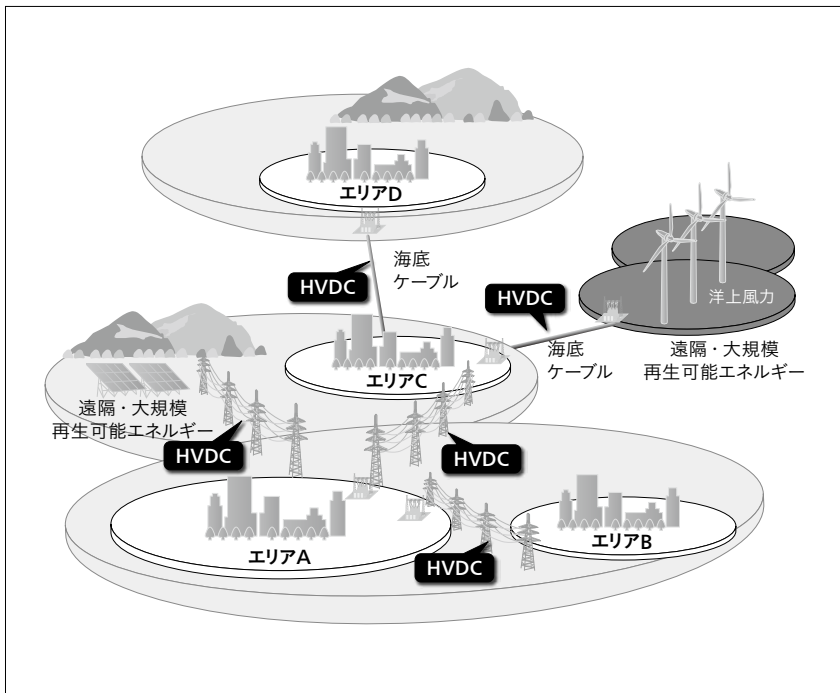 エリアD
海底
ケーブル
HVDC
HVDC
洋上風力
海底
ケーブル
遠隔・大規模
再生可能エネルギー
エリアC
遠隔・大規模
再生可能エネルギー
HVDC
HVDC
エリアA
エリアB
HVDC